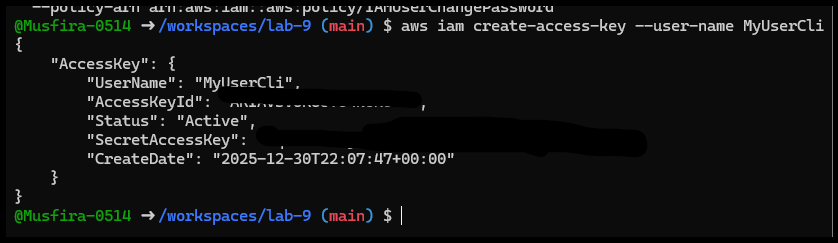 --policy-arn arn:aws:iam::aws:policy/IAMUserChangePassword
@Musfira-0514 ➜ /workspaces/lab-9 (main) $ aws iam create-access-key --user-name MyUserCli
{
"AccessKey": {
"UserName": "MyUserCli",
"AccessKeyId":
"Status": "Active",
"SecretAccessKey":
"CreateDate": "2025-12-30T22:07:47+00:00"
}
}
@Musfira-0514 ➜ /workspaces/lab-9 (main) $